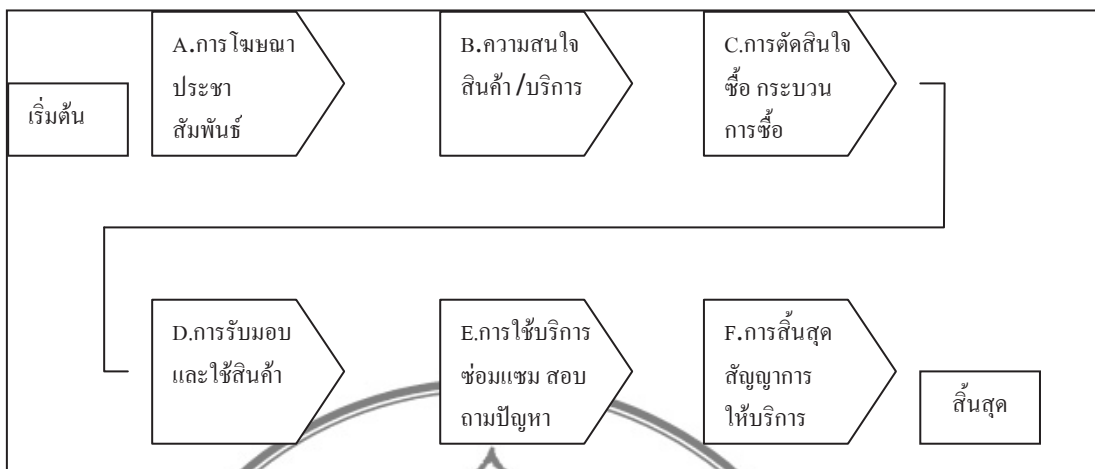 เริ่มต้น
A.การโฆษณา
ประชา
สัมพันธ์
B.ความสนใจ
สินค้า/บริการ
C.การตัดสินใจ
ซื้อ กระบวน
การซื้อ
D.การรับมอบ
และใช้สินค้า
E.การใช้บริการ
ซ่อมแซม สอบ
ถามปัญหา
F.การสิ้นสุด
สัญญาการ
ให้บริการ
สิ้นสุด